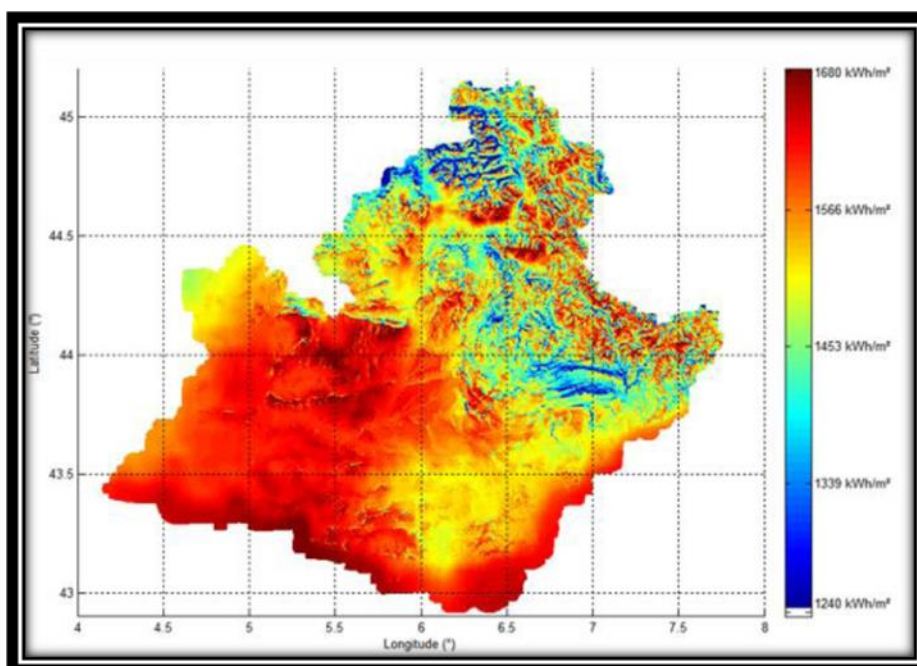 1680 kWh/m²
1566 kWh/m²
1453 kWh/m²
1339 kWh/m²
1240 kWh/m²
45
44.5
44
43.5
43
Latitude (°)
4
4.5
5
5.5
6
6.5
7
7.5
8
Longitude (°)